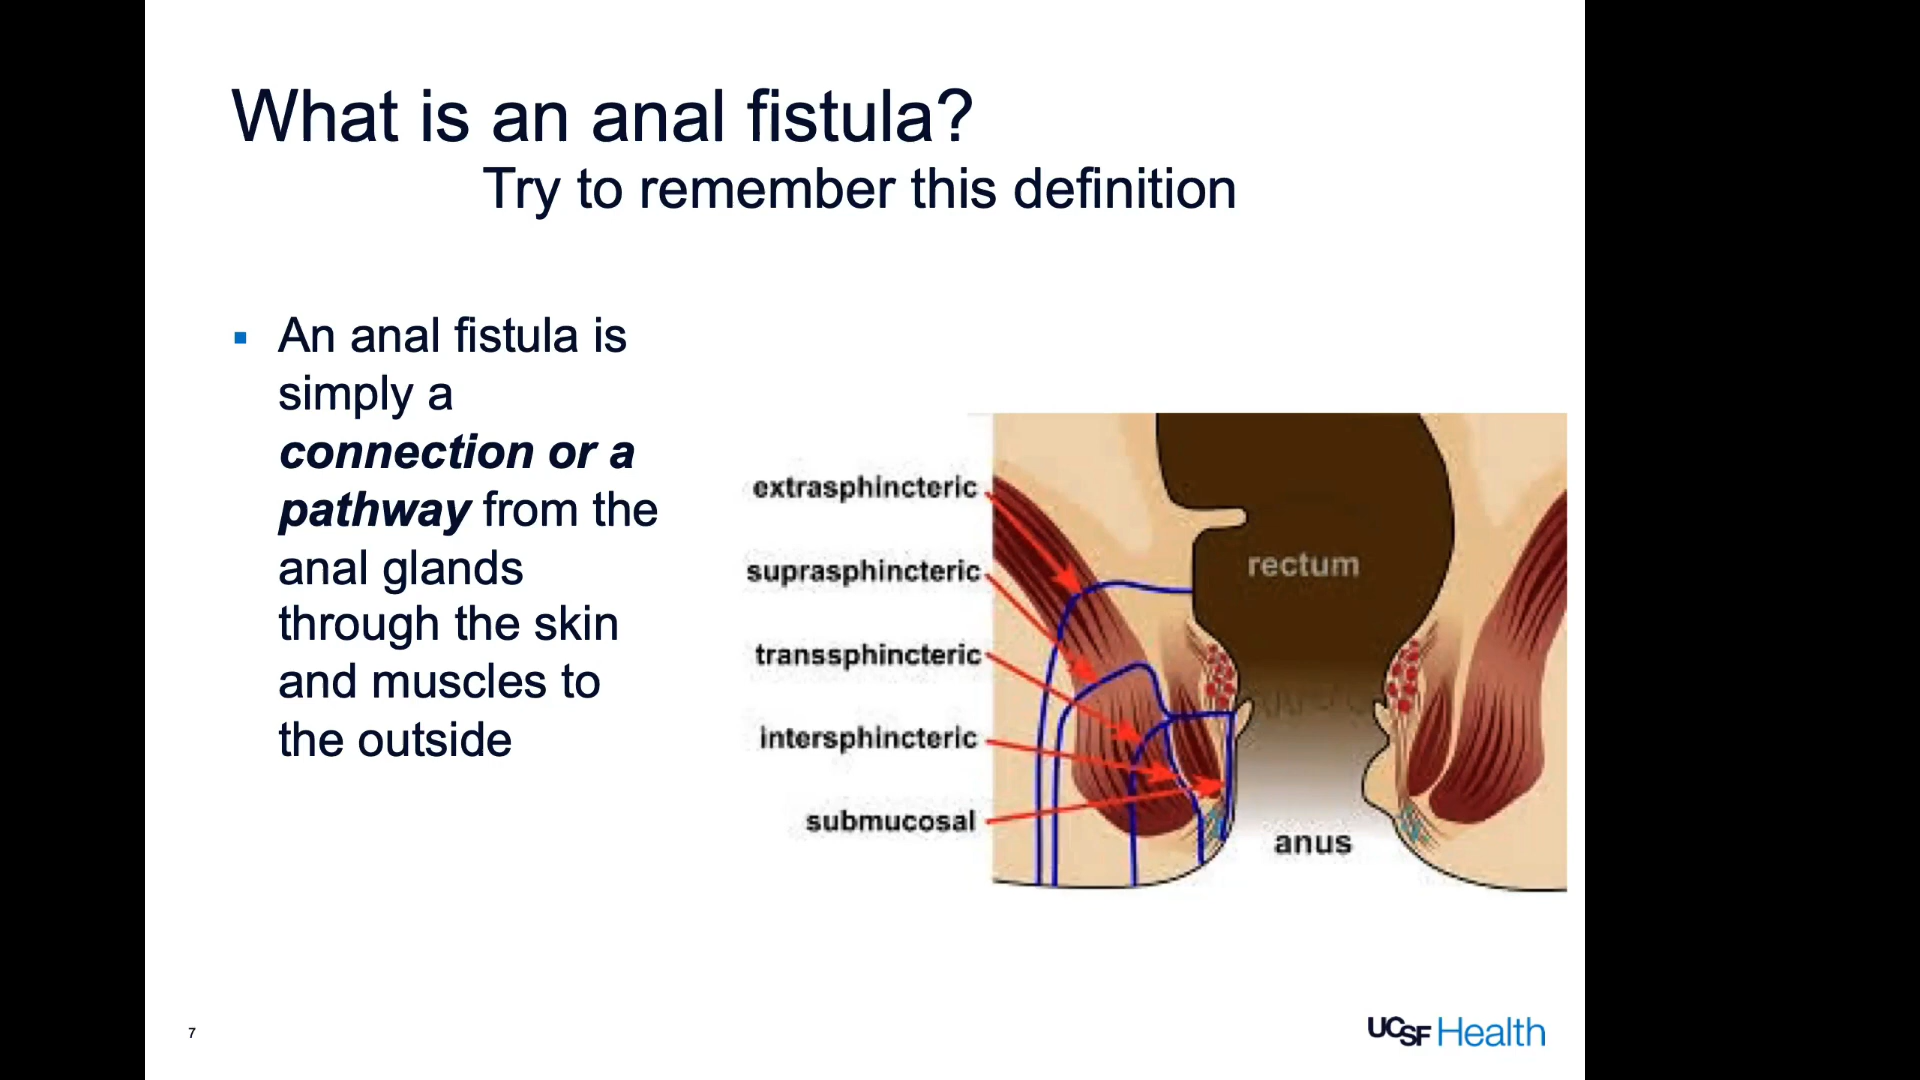 What is an anal fistula?
Try to remember this definition
▪ An anal fistula is
simply a
connection or a
pathway from the
anal glands
through the skin
and muscles to
the outside
extrasphincteric
suprasphincteric
transsphincteric
intersphincteric
submucosal
rectum
anus
7
UCSF Health